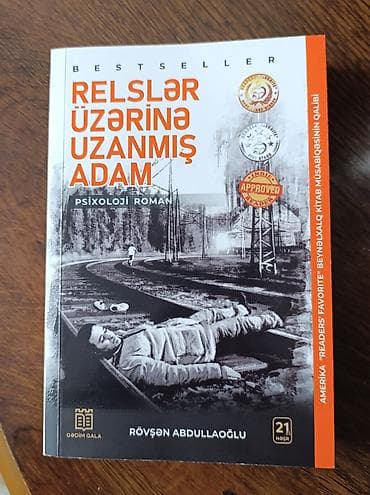 BESTSELLER
RELSLƏR
ÜZƏRİNƏ
UZANMIŞ
ADAM
PSİXOLOJİ ROMAN
APPROVED
AMERİKA "READERS' FAVORITE" BEYNƏLXALQ KİTAB MÜSABİQƏSİNİN QALİBİ
QƏDİM QALA
RÖVŞƏN ABDULLAOĞLU
21
NƏŞR